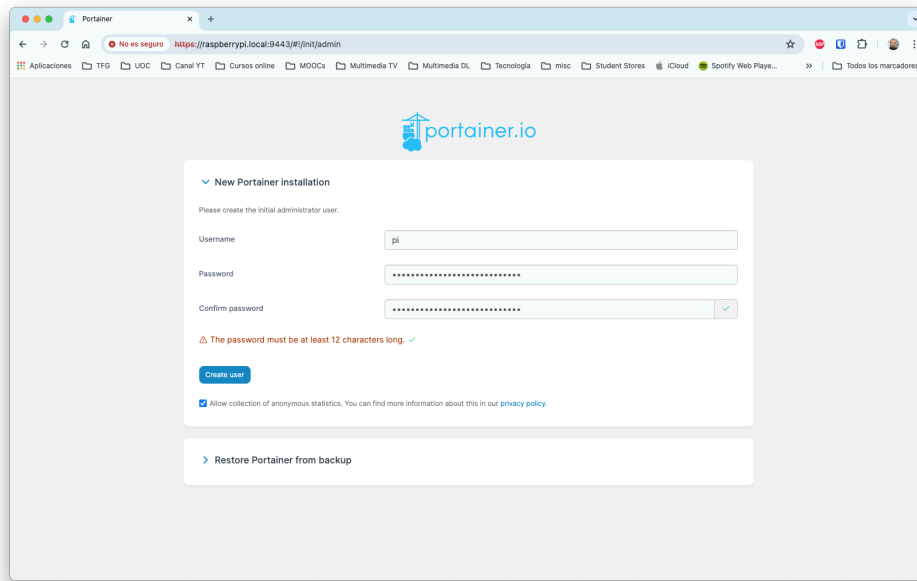 Portainer
No es seguro https://raspberrypi.local:9443/#!/init/admin
ABP
Aplicaciones TFG UOC Canal YT Cursos online MOOCs Multimedia TV Multimedia DL Tecnología misc Student Stores iCloud Spotify Web Playe... » Todos los marcadores
portainer.io
New Portainer installation
Please create the initial administrator user.
Username pi
Password
Confirm password
The password must be at least 12 characters long.
Create user
Allow collection of anonymous statistics. You can find more information about this in our privacy policy.
Restore Portainer from backup